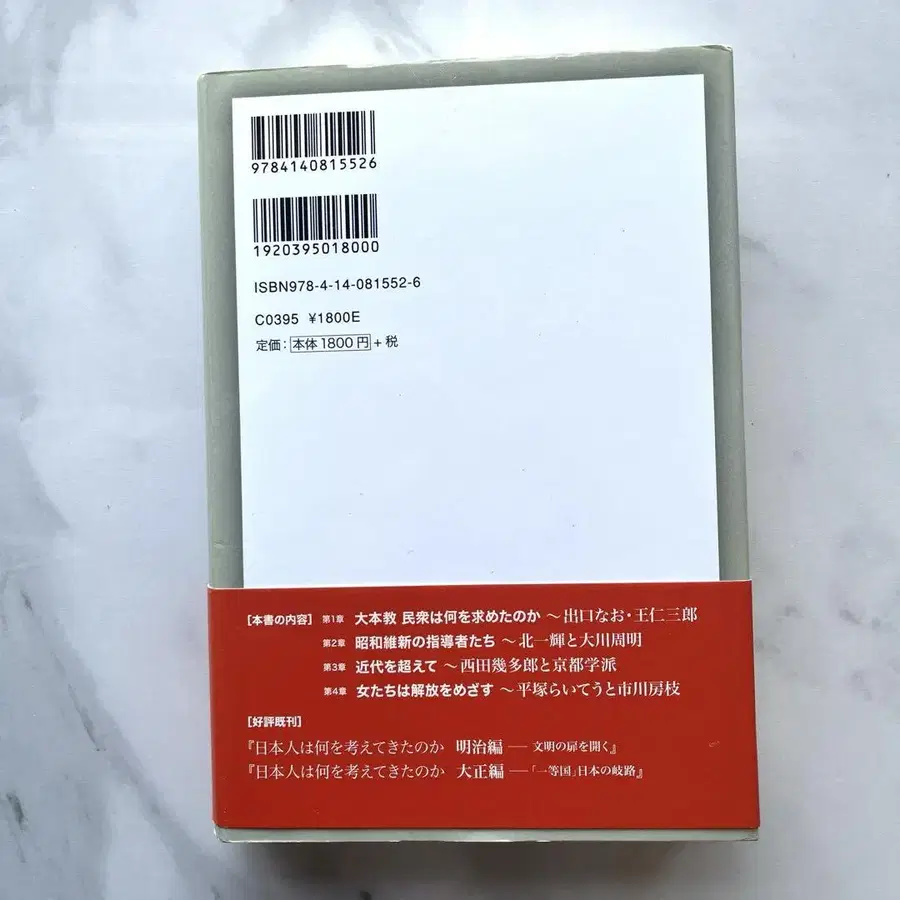 9784140815526
1920395018000
ISBN978-4-14-081552-6
C0395 ¥1800E
定価：本体1800円＋税
［本書の内容］ 第1章 大本教 民衆は何を求めたのか ～出口なお・王仁三郎
第2章 昭和維新の指導者たち ～北一輝と大川周明
第3章 近代を超えて ～西田幾多郎と京都学派
第4章 女たちは解放をめざす ～平塚らいてうと市川房枝
［好評既刊］
『日本人は何を考えてきたのか 明治編 ― 文明の扉を開く』
『日本人は何を考えてきたのか 大正編 ―「一等国」日本の岐路』